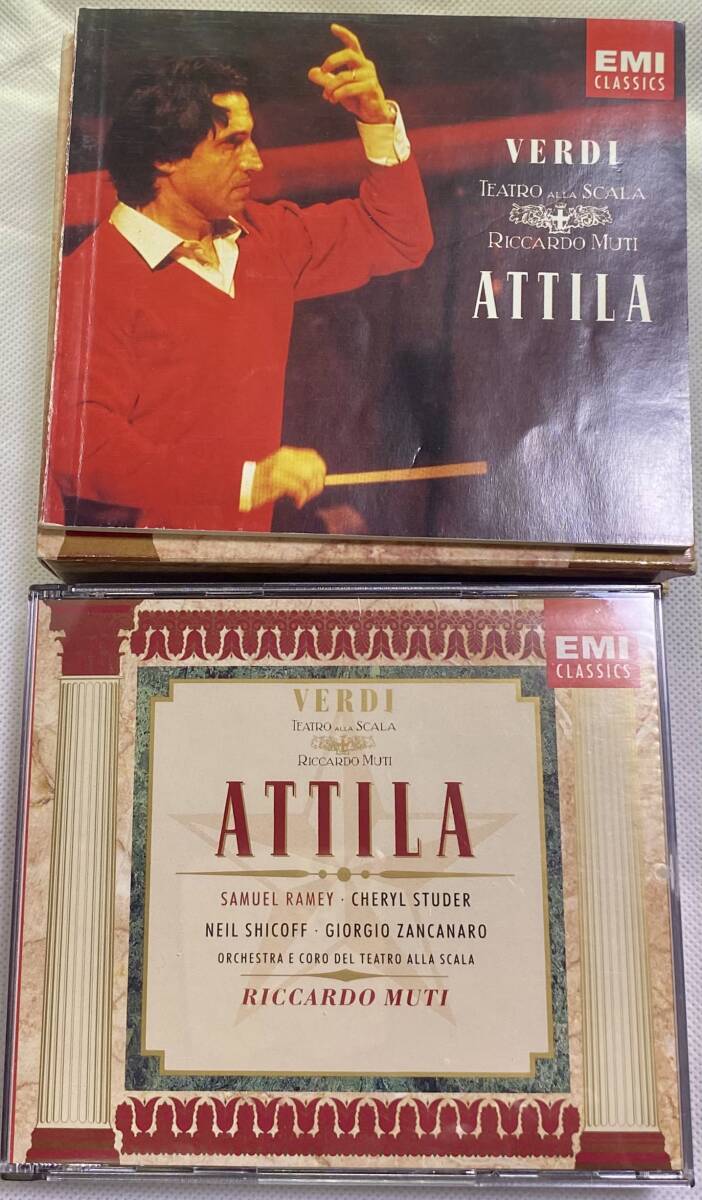 EMI
CLASSICS
VERDI
TEATRO ALLA SCALA
RICCARDO MUTI
ATTILA
EMI
CLASSICS
VERDI
TEATRO ALLA SCALA
RICCARDO MUTI
ATTILA
SAMUEL RAMEY · CHERYL STUDER
NEIL SHICOFF · GIORGIO ZANCANARO
ORCHESTRA E CORO DEL TEATRO ALLA SCALA
RICCARDO MUTI